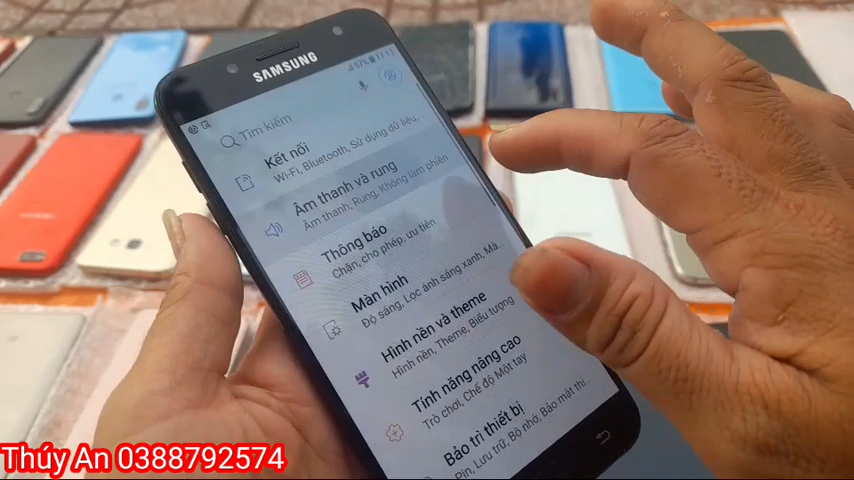 SAMSUNG
57% 17:13
Tìm kiếm
Kết nối
Wi-Fi, Bluetooth, Sử dụng dữ liệu,..
Âm thanh và rung
Âm thanh, Rung, Không làm phiền
Thông báo
Chặn, cho phép, ưu tiên
Màn hình
Độ sáng, Lọc ánh sáng xanh, Mà...
Hình nền và theme
Hình nền, Theme, Biểu tượng
Tính năng nâng cao
Trò chơi, Chế độ Một tay
Bảo trì thiết bị
Pin, Lưu trữ, Bộ nhớ, Bảo mật thi...
Thúy An 0388792574